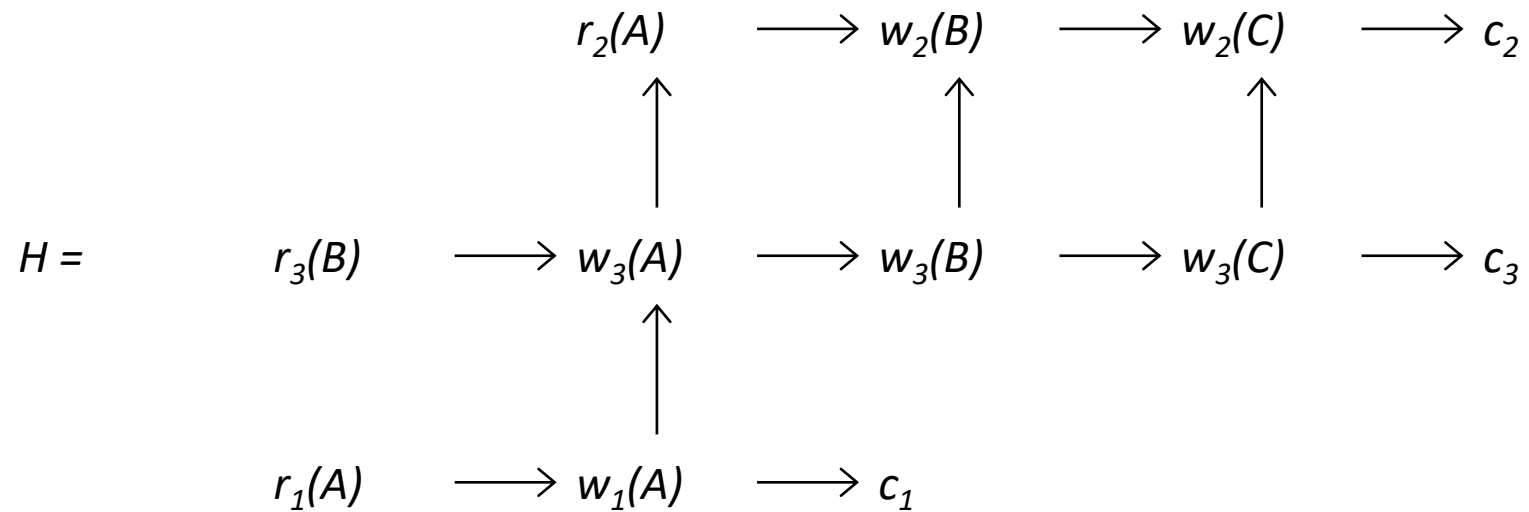 r₂(A) → w₂(B) → w₂(C) → c₂
H = r₃(B) → w₃(A) → w₃(B) → w₃(C) → c₃
r₁(A) → w₁(A) → c₁